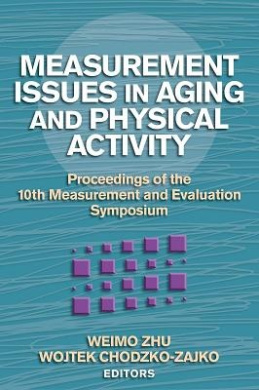 MEASUREMENT
ISSUES IN AGING
AND PHYSICAL
ACTIVITY
Proceedings of the
10th Measurement and Evaluation
Symposium
WEIMO ZHU
WOJTEK CHODZKO-ZAJKO
EDITORS